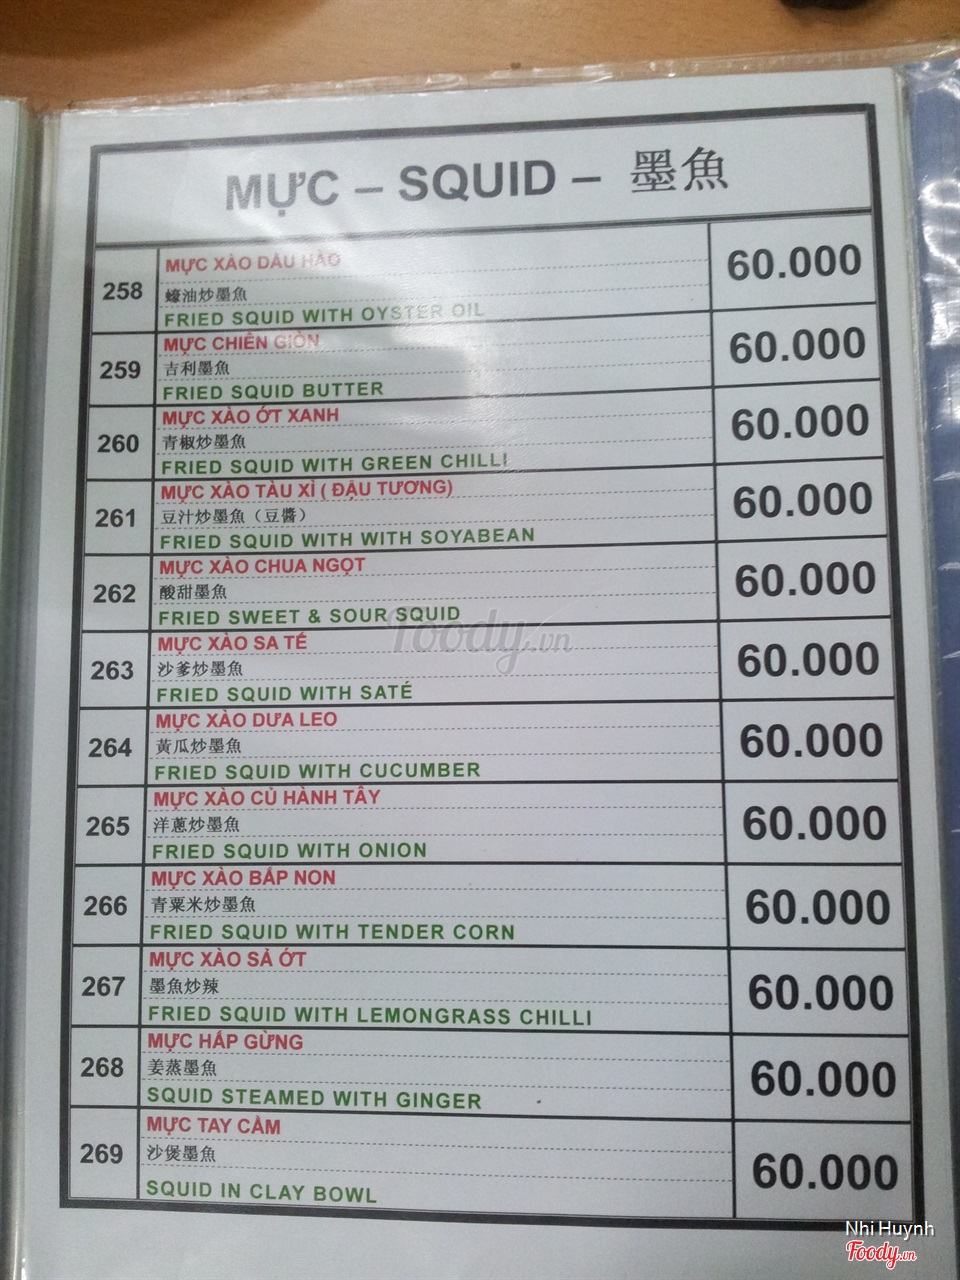 MỰC – SQUID – 墨魚
258
MỰC XÀO DẦU HÀO
蠔油炒墨魚
FRIED SQUID WITH OYSTER OIL
60.000
259
MỰC CHIÊN GIÒN
吉利墨魚
FRIED SQUID BUTTER
60.000
260
MỰC XÀO ỚT XANH
青椒炒墨魚
FRIED SQUID WITH GREEN CHILLI
60.000
261
MỰC XÀO TÀU XÌ ( ĐẬU TƯƠNG)
豆汁炒墨魚（豆醬）
FRIED SQUID WITH WITH SOYABEAN
60.000
262
MỰC XÀO CHUA NGỌT
酸甜墨魚
FRIED SWEET & SOUR SQUID
60.000
263
MỰC XÀO SA TẾ
沙爹炒墨魚
FRIED SQUID WITH SATÉ
60.000
264
MỰC XÀO DƯA LEO
黃瓜炒墨魚
FRIED SQUID WITH CUCUMBER
60.000
265
MỰC XÀO CỦ HÀNH TÂY
洋蔥炒墨魚
FRIED SQUID WITH ONION
60.000
266
MỰC XÀO BẮP NON
青粟米炒墨魚
FRIED SQUID WITH TENDER CORN
60.000
267
MỰC XÀO SẢ ỚT
墨魚炒辣
FRIED SQUID WITH LEMONGRASS CHILLI
60.000
268
MỰC HẤP GỪNG
姜蒸墨魚
SQUID STEAMED WITH GINGER
60.000
269
MỰC TAY CẦM
沙煲墨魚
SQUID IN CLAY BOWL
60.000
Foody.vn
Nhi Huynh
Foody.vn